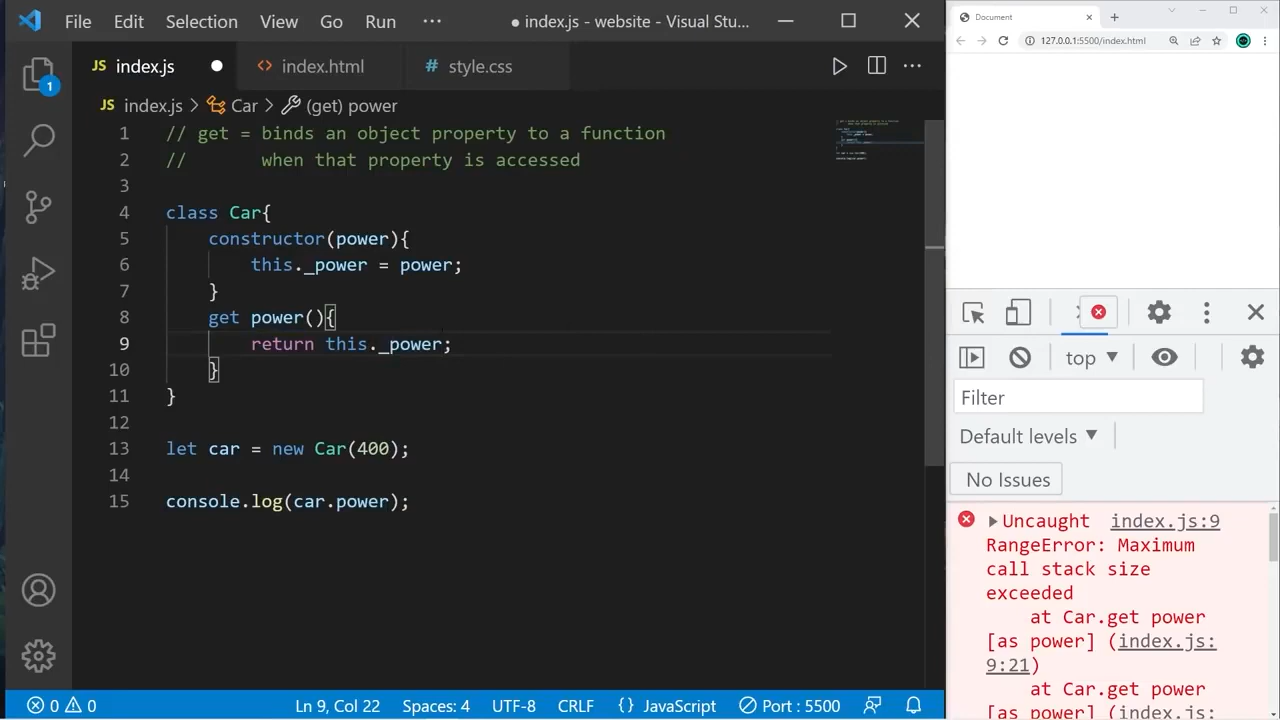 File Edit Selection View Go Run ··· ● index.js - website - Visual Stu...
JS index.js ● <> index.html # style.css
JS index.js > Car > (get) power
1 // get = binds an object property to a function
2 // when that property is accessed
3
4 class Car{
5 constructor(power){
6 this._power = power;
7 }
8 get power(){
9 return this._power;
10 }
11 }
12
13 let car = new Car(400);
14
15 console.log(car.power);
1
0 0 Ln 9, Col 22 Spaces: 4 UTF-8 CRLF {} JavaScript Port : 5500
Document
127.0.0.1:5500/index.html
top
Filter
Default levels
No Issues
Uncaught index.js:9
RangeError: Maximum
call stack size
exceeded
at Car.get power
[as power] (index.js:
9:21)
at Car.get power
[as power] (index.js: